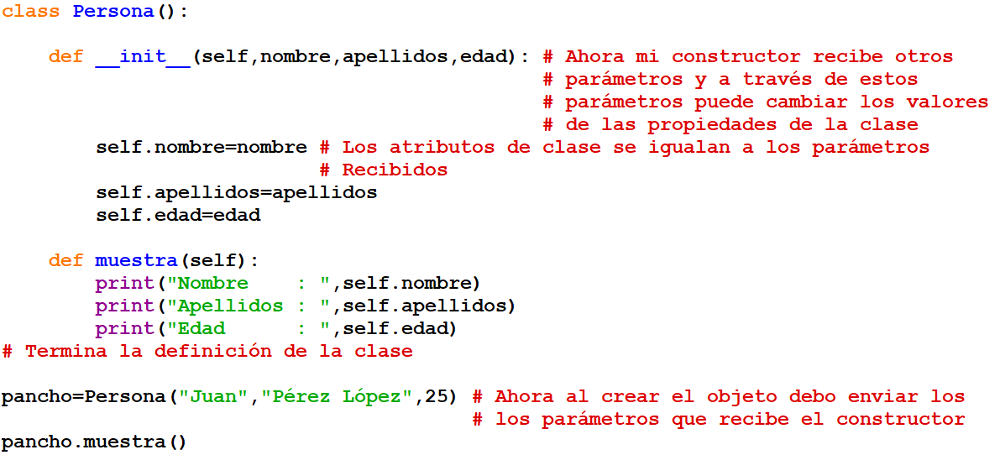 class Persona():
    def __init__(self,nombre,apellidos,edad): # Ahora mi constructor recibe otros
                                              # parámetros y a través de estos
                                              # parámetros puede cambiar los valores
                                              # de las propiedades de la clase
        self.nombre=nombre # Los atributos de clase se igualan a los parámetros
                           # Recibidos
        self.apellidos=apellidos
        self.edad=edad
    def muestra(self):
        print("Nombre    : ",self.nombre)
        print("Apellidos : ",self.apellidos)
        print("Edad      : ",self.edad)
# Termina la definición de la clase
pancho=Persona("Juan","Pérez López",25) # Ahora al crear el objeto debo enviar los
                                        # los parámetros que recibe el constructor
pancho.muestra()